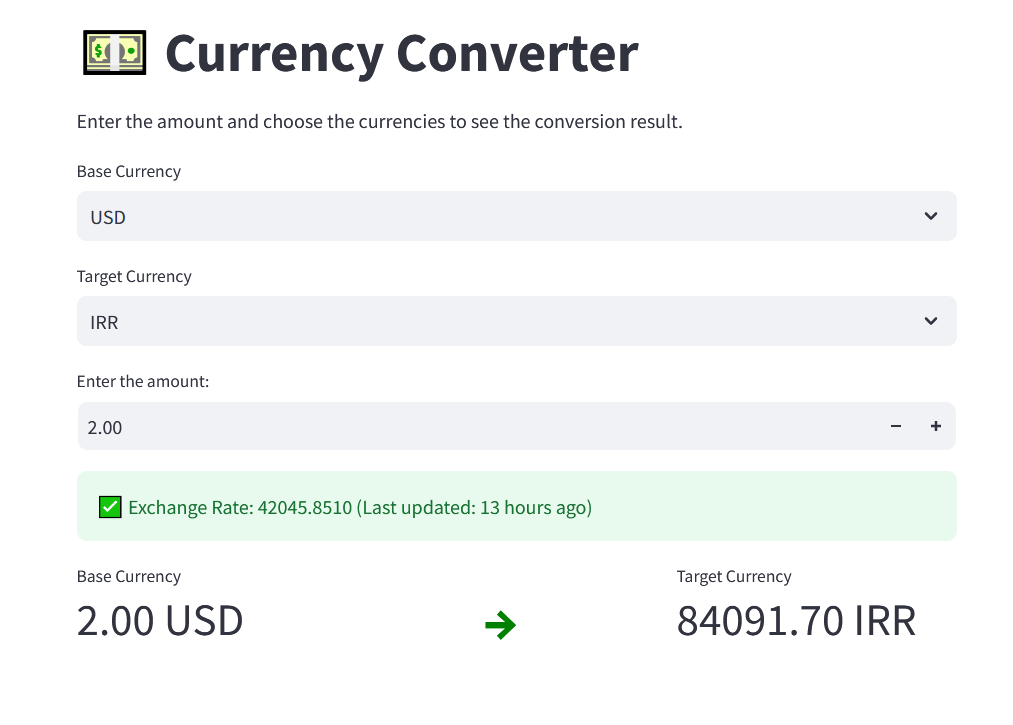 Currency Converter
Enter the amount and choose the currencies to see the conversion result.
Base Currency
USD
Target Currency
IRR
Enter the amount:
2.00
Exchange Rate: 42045.8510 (Last updated: 13 hours ago)
Base Currency
2.00 USD
Target Currency
84091.70 IRR